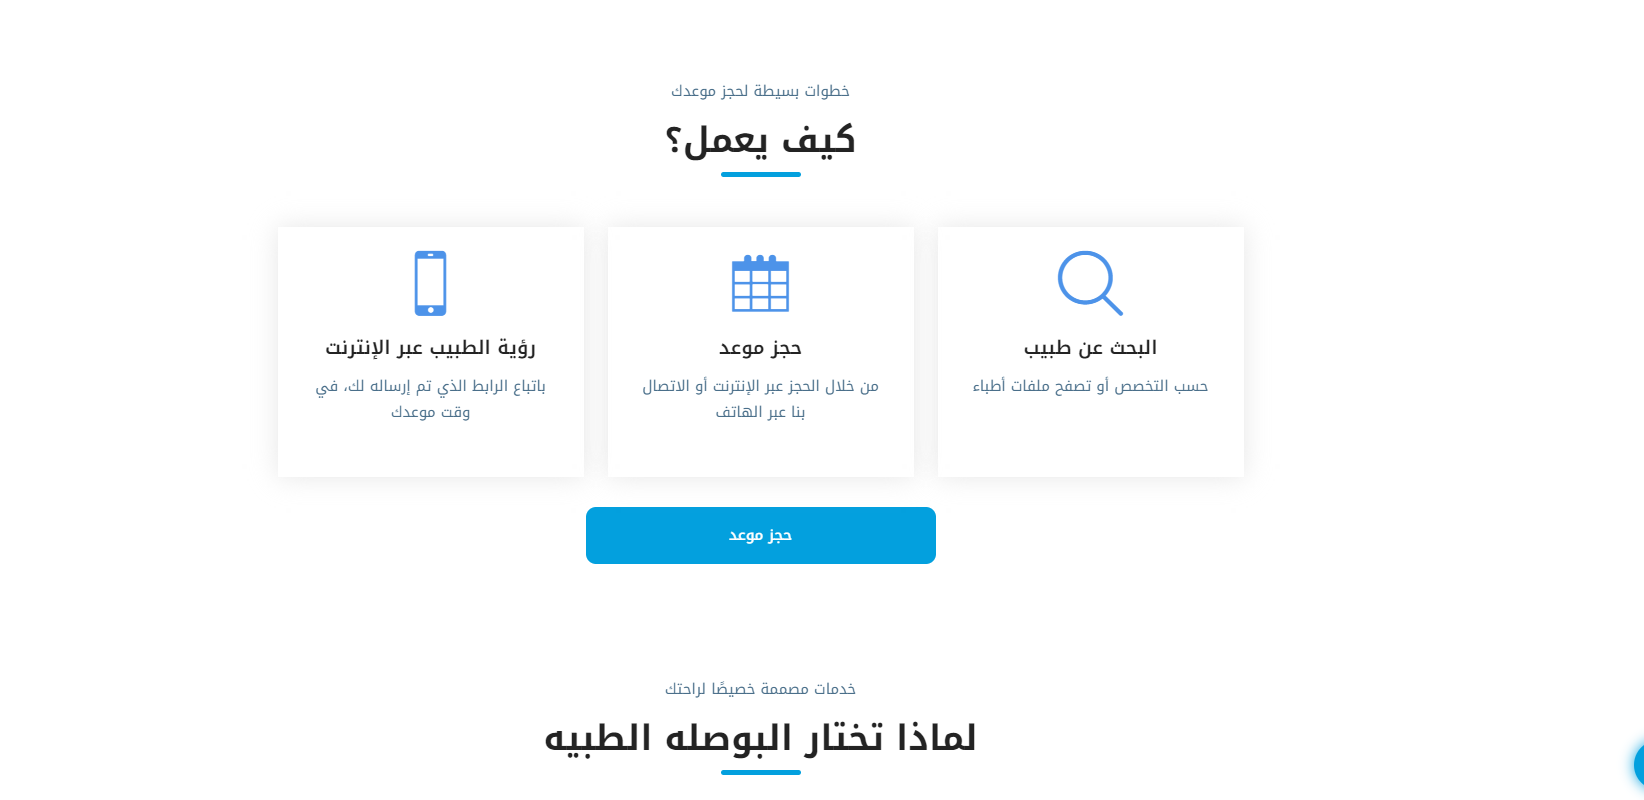 خطوات بسيطة لحجز موعدك
كيف يعمل؟
البحث عن طبيب
حسب التخصص أو تصفح ملفات أطباء
حجز موعد
من خلال الحجز عبر الإنترنت أو الاتصال
بنا عبر الهاتف
رؤية الطبيب عبر الإنترنت
باتباع الرابط الذي تم إرساله لك، في
وقت موعدك
حجز موعد
خدمات مصممة خصيصًا لراحتك
لماذا تختار البوصله الطبيه